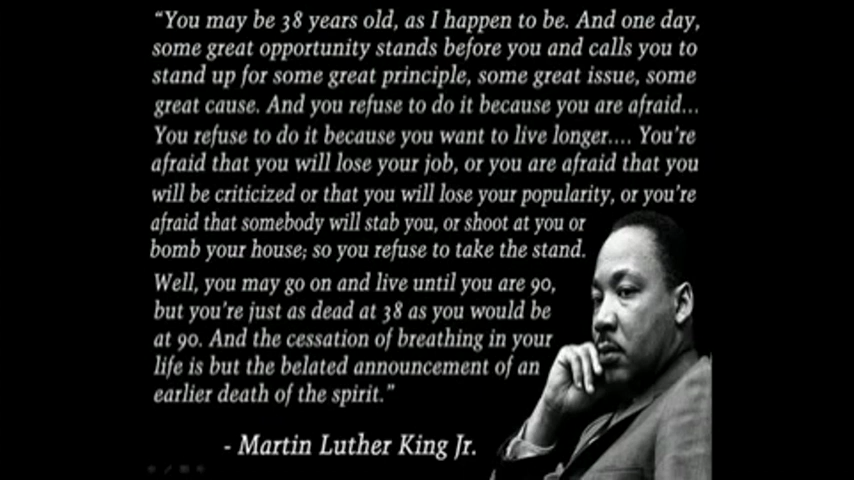 “You may be 38 years old, as I happen to be. And one day,
some great opportunity stands before you and calls you to
stand up for some great principle, some great issue, some
great cause. And you refuse to do it because you are afraid...
You refuse to do it because you want to live longer.... You’re
afraid that you will lose your job, or you are afraid that you
will be criticized or that you will lose your popularity, or you’re
afraid that somebody will stab you, or shoot at you or
bomb your house; so you refuse to take the stand.
Well, you may go on and live until you are 90,
but you’re just as dead at 38 as you would be
at 90. And the cessation of breathing in your
life is but the belated announcement of an
earlier death of the spirit.”
- Martin Luther King Jr.